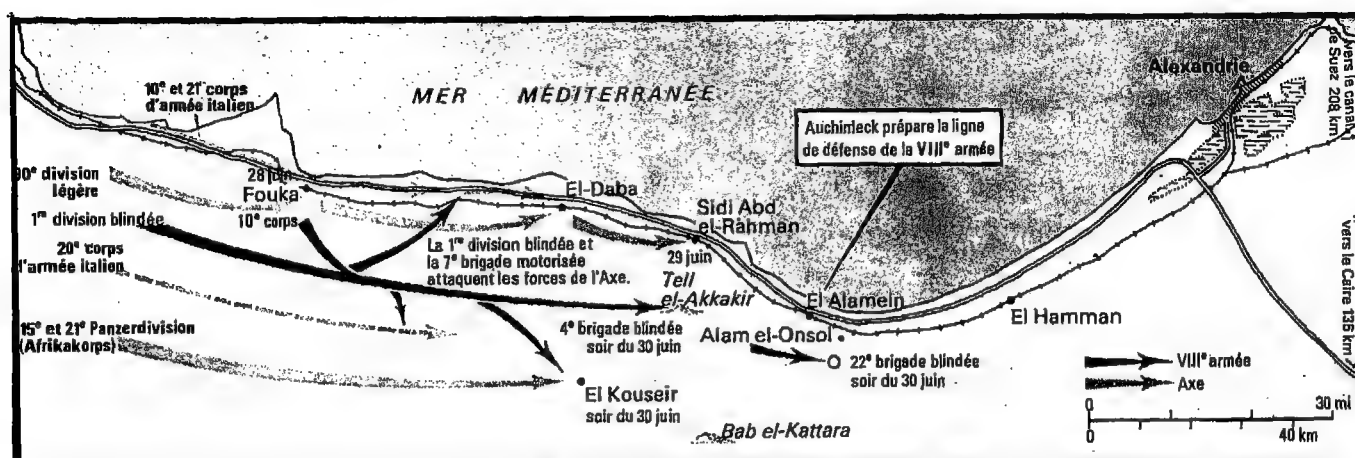 10e et 21e corps
d'armée italien
MER MÉDITERRANÉE
Alexandrie
vers le canal
de Suez 208 km
Auchinleck prépare la ligne
de défense de la VIIIe armée
90e division
légère
28 juin
Fouka
El-Daba
Sidi Abd
el-Rahman
1re division blindée
10e corps
29 juin
vers le Caire 136 km
20e corps
d'armée italien
La 1re division blindée et
la 7e brigade motorisée
attaquent les forces de l'Axe.
Tell
el-Akkakir
El Alamein
El Hamman
15e et 21e Panzerdivision
(Afrikakorps)
4e brigade blindée
soir du 30 juin
Alam el-Onsol
22e brigade blindée
soir du 30 juin
VIIIe armée
Axe
El Kouseir
soir du 30 juin
0 30 ml
0 40 km
Bab el-Kattara